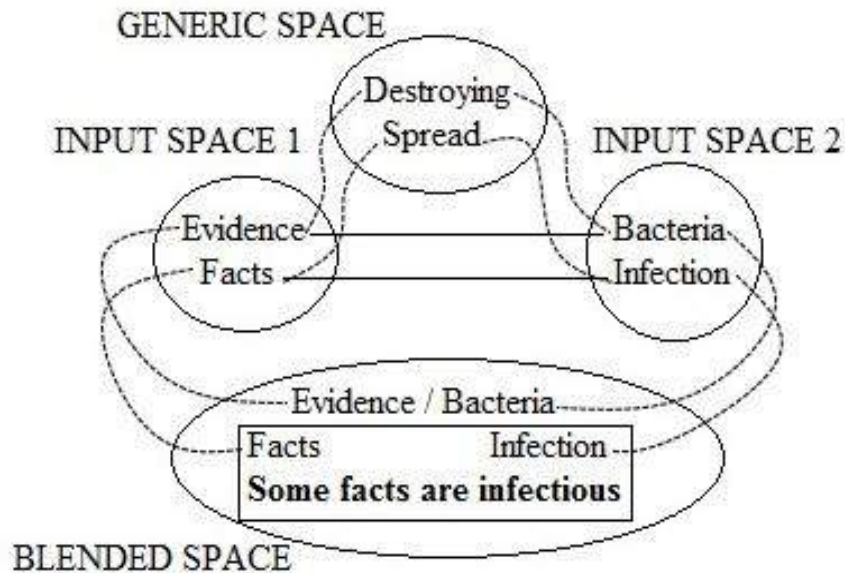 GENERIC SPACE
Destroying
Spread
INPUT SPACE 1
INPUT SPACE 2
Evidence
Facts
Bacteria
Infection
Evidence / Bacteria
Facts Infection
Some facts are infectious
BLENDED SPACE